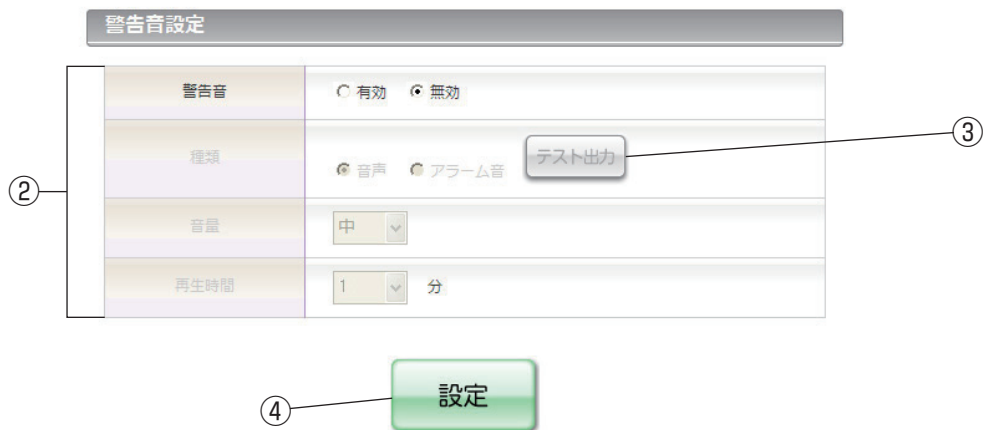 警告音設定
警告音 有効 無効
③
種類 音声 アラーム音 テスト出力
②
音量 中
再生時間 1 分
設定
④